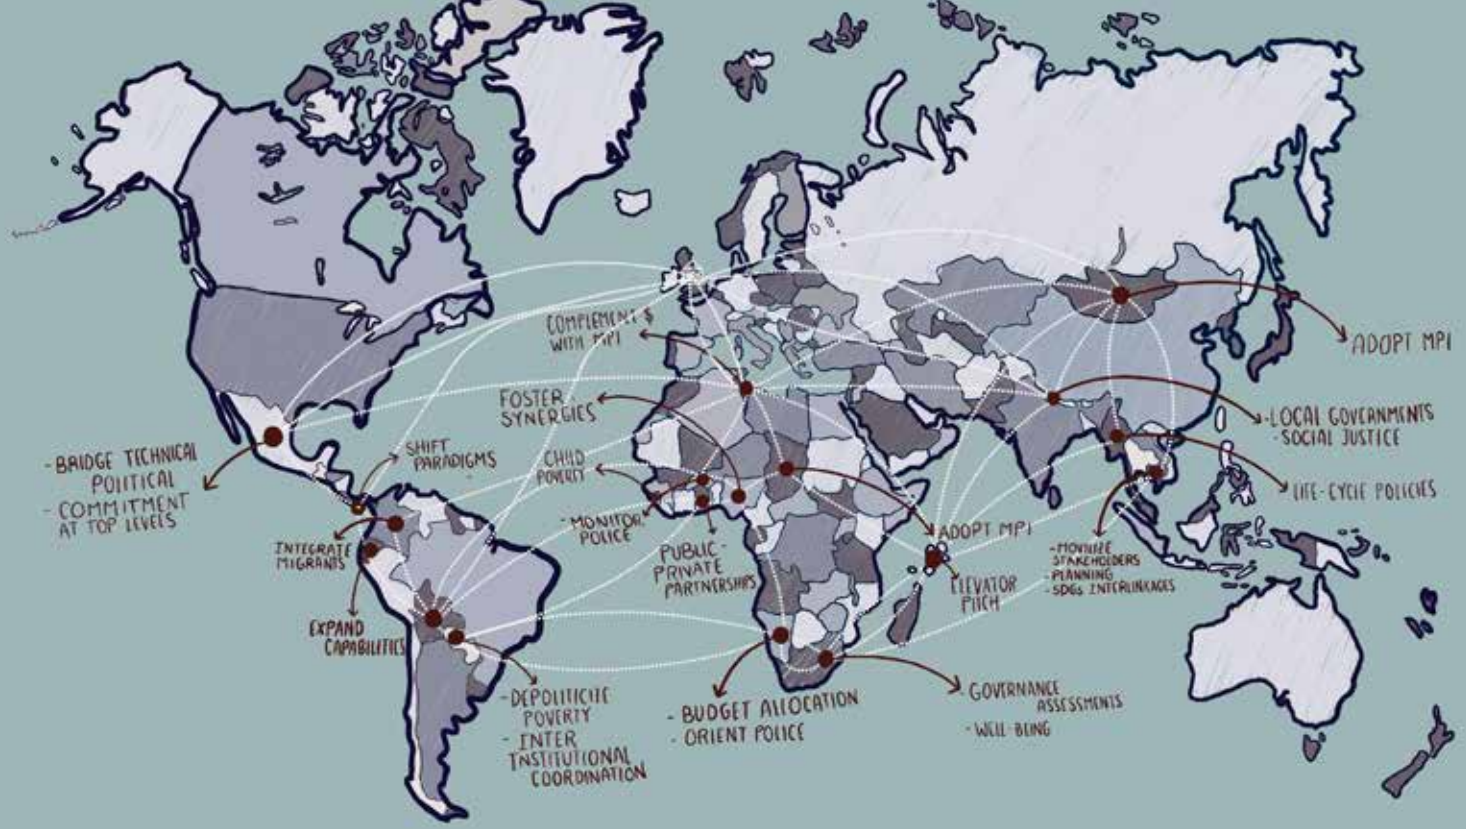 COMPLEMENT $
WITH MPI
ADOPT MPI
FOSTER
SYNERGIES
- LOCAL GOVERNMENTS
- SOCIAL JUSTICE
- BRIDGE TECHNICAL
POLITICAL
- COMMITMENT
AT TOP LEVELS
SHIFT
PARADIGMS
CHILD
POVERTY
LIFE-CYCLE POLICIES
- MONITOR
POLICE
ADOPT MPI
INTEGRATE
MIGRANTS
PUBLIC-
PRIVATE
PARTNERSHIPS
ELEVATOR
PITCH
- MOVILIZE
STAKEHOLDERS
- PLANNING
- SDGs INTERLINKAGES
EXPAND
CAPABILITIES
- DEPOLITICITE
POVERTY
- INTER
INSTITUTIONAL
COORDINATION
- BUDGET ALLOCATION
- ORIENT POLICE
- GOVERNANCE
ASSESSMENTS
- WELL-BEING